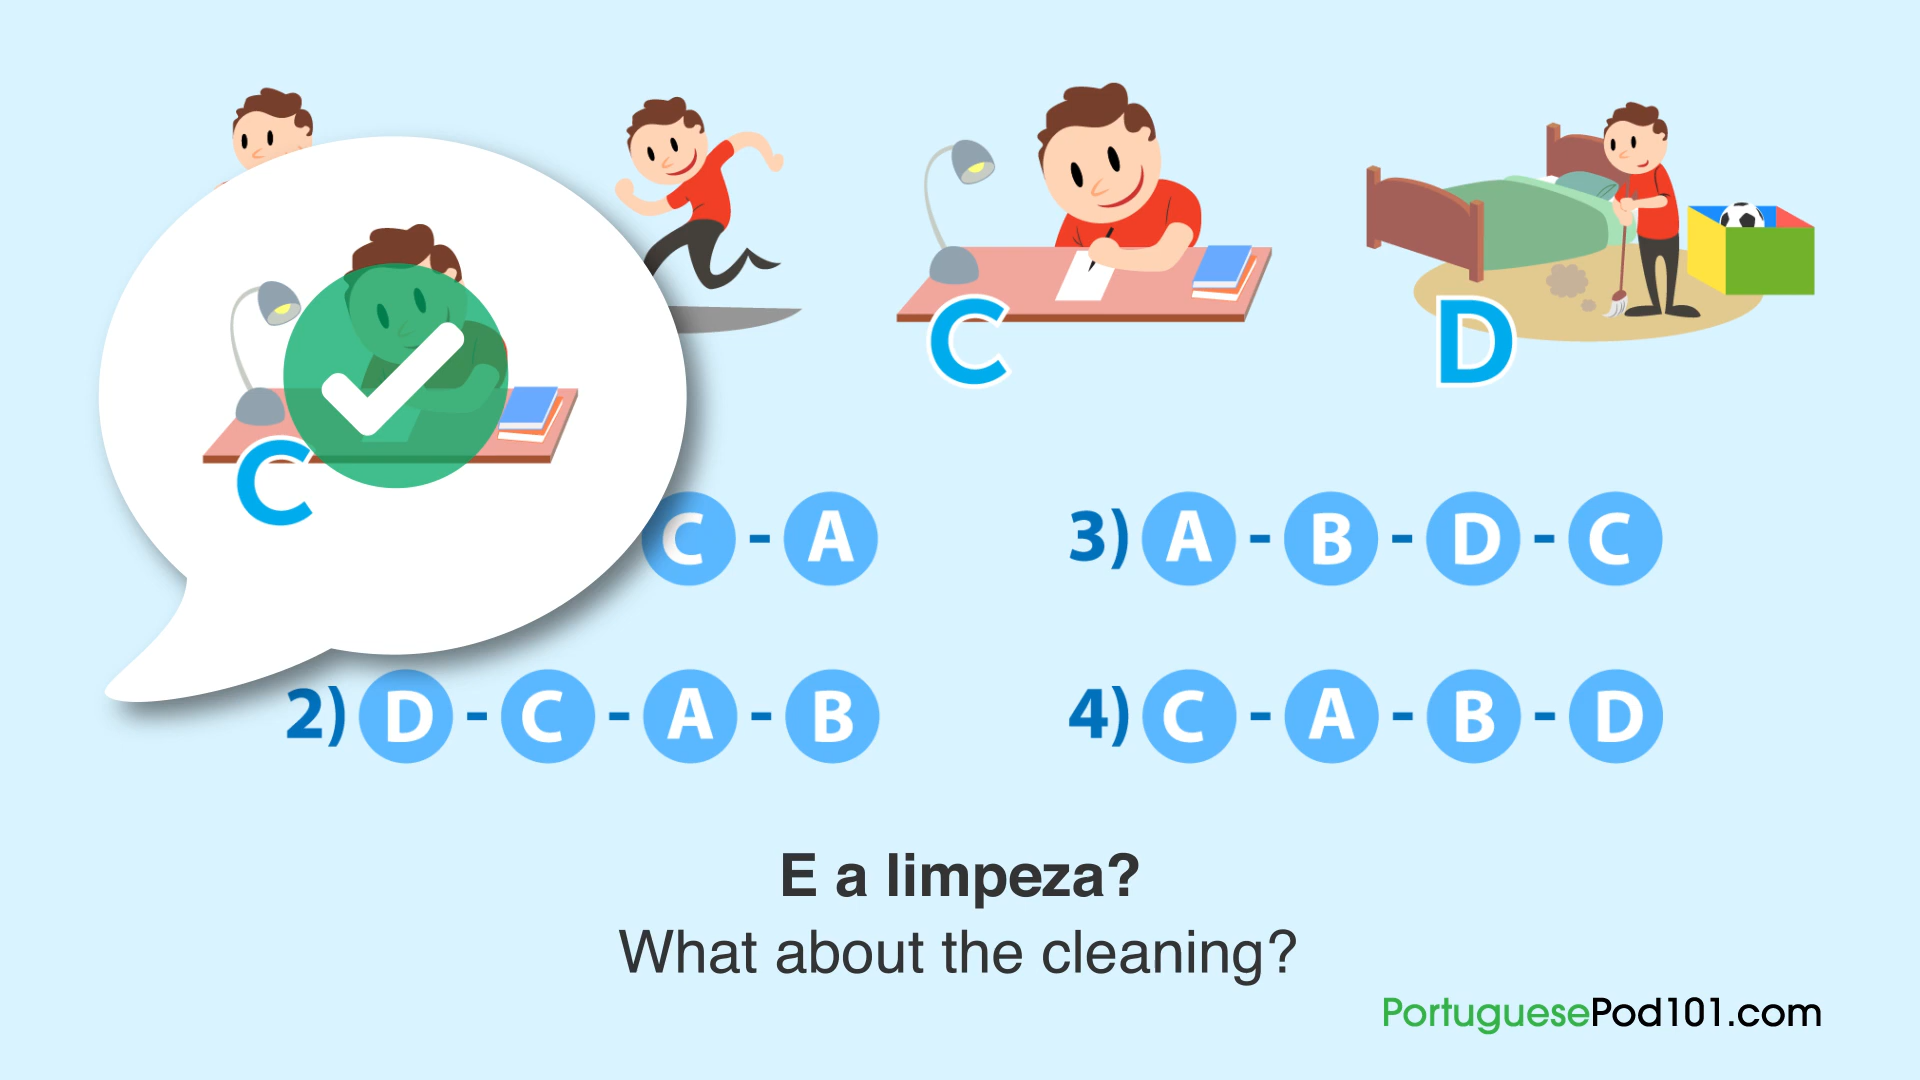 C D
C
C - A
3) A - B - D - C
2) D - C - A - B
4) C - A - B - D
E a limpeza?
What about the cleaning?
PortuguesePod101.com